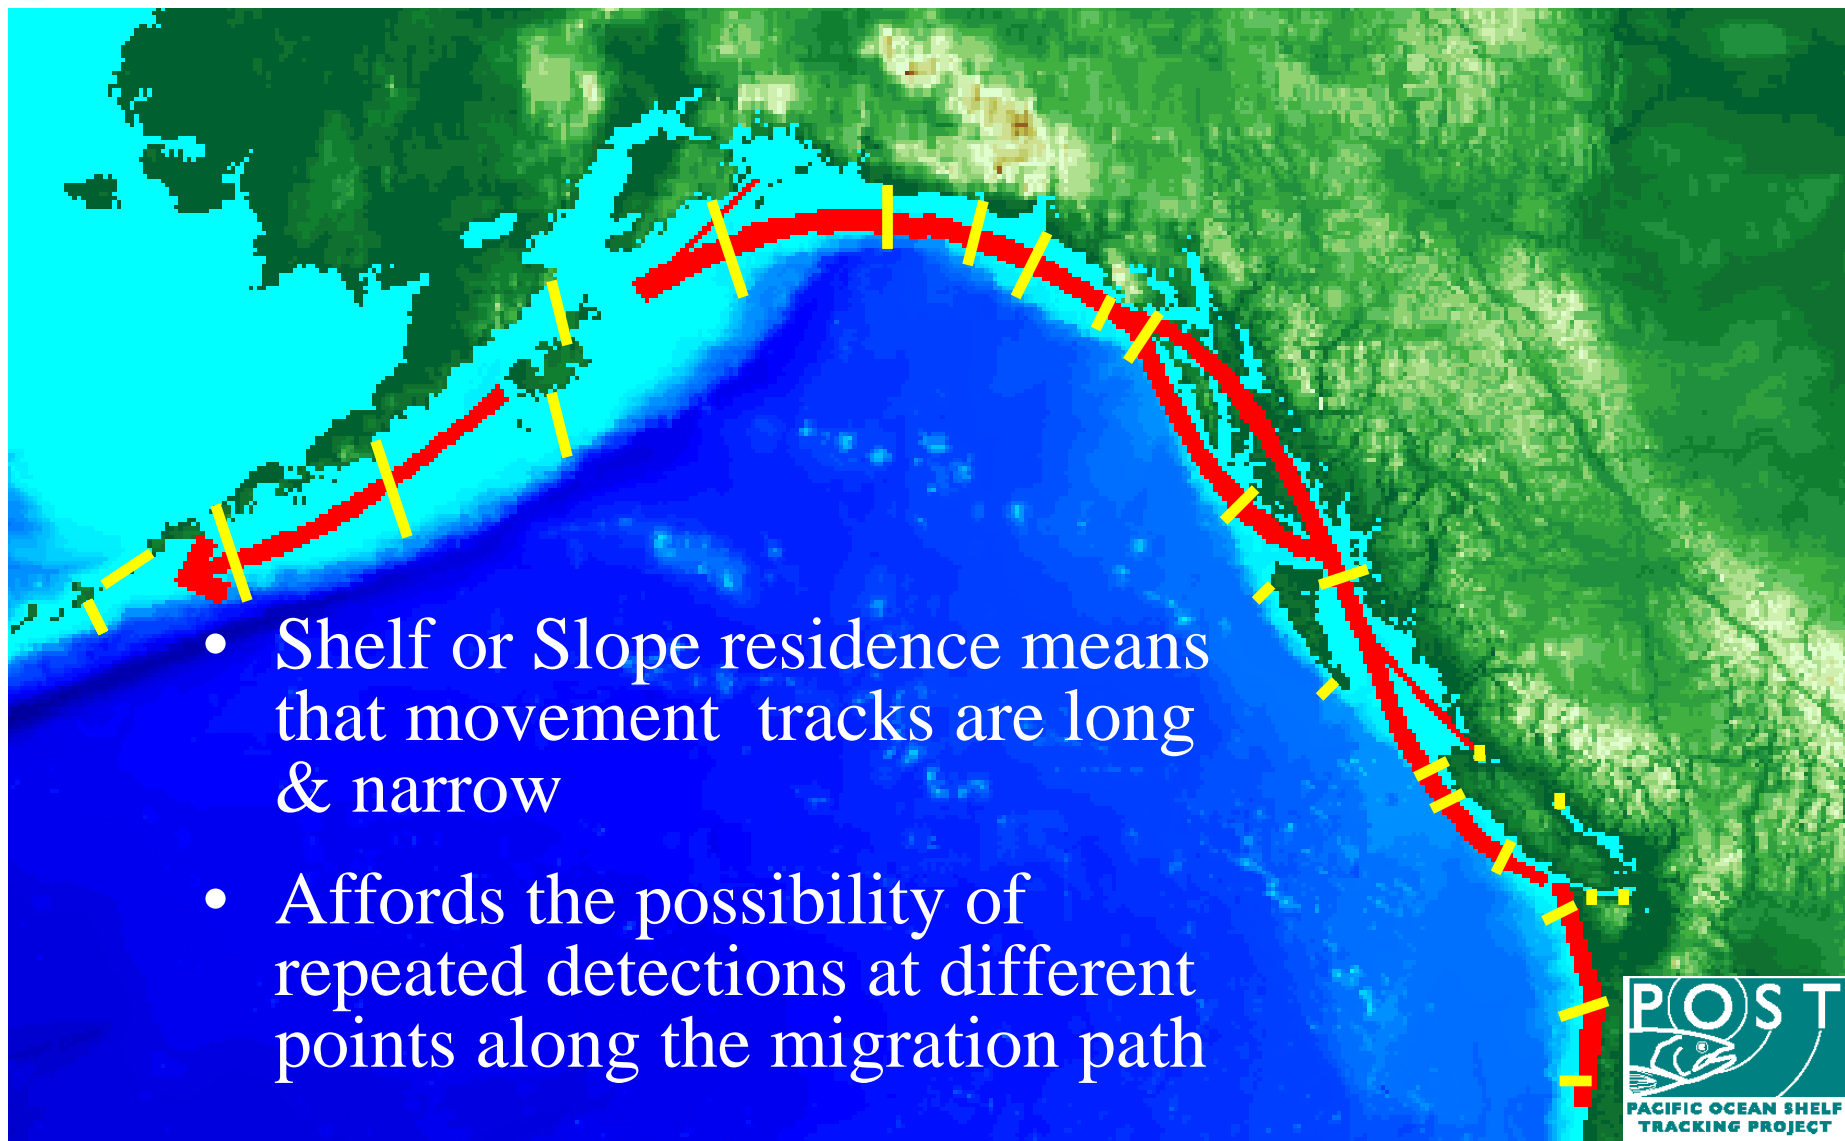 • Shelf or Slope residence means
that movement tracks are long
& narrow
• Affords the possibility of
repeated detections at different
points along the migration path
POST
PACIFIC OCEAN SHELF
TRACKING PROJECT